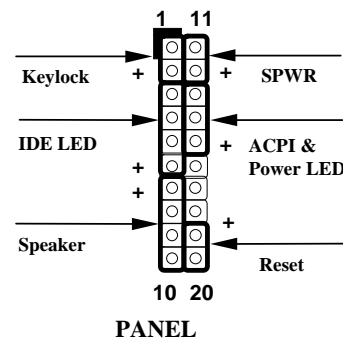 1 11
Keylock + + SPWR
IDE LED + ACPI &
+ Power LED
+
Speaker +
Reset
10 20
PANEL